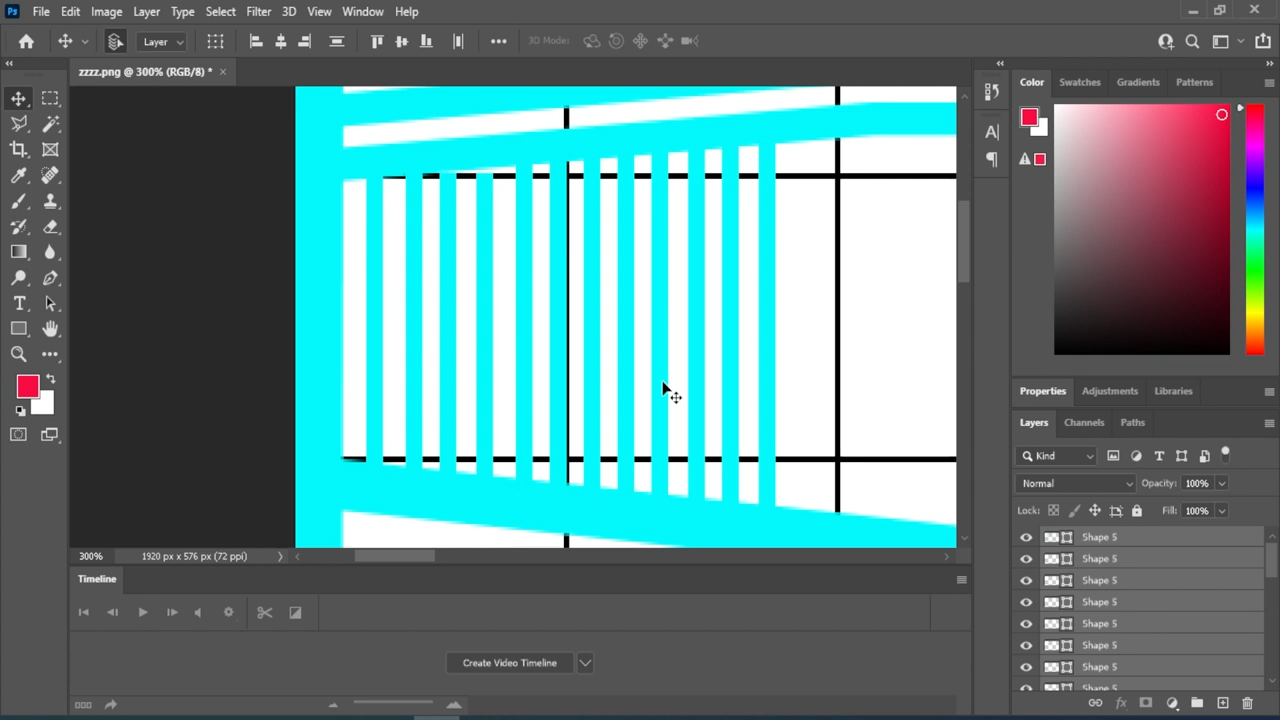 Ps File Edit Image Layer Type Select Filter 3D View Window Help
Layer 3D Mode:
zzzz.png @ 300% (RGB/8) *
Color Swatches Gradients Patterns
Properties Adjustments Libraries
Layers Channels Paths
Kind
Normal Opacity: 100%
Lock: Fill: 100%
Shape 5
Shape 5
Shape 5
Shape 5
Shape 5
Shape 5
Shape 5
Shape 5
300% 1920 px x 576 px (72 ppi)
Timeline
Create Video Timeline